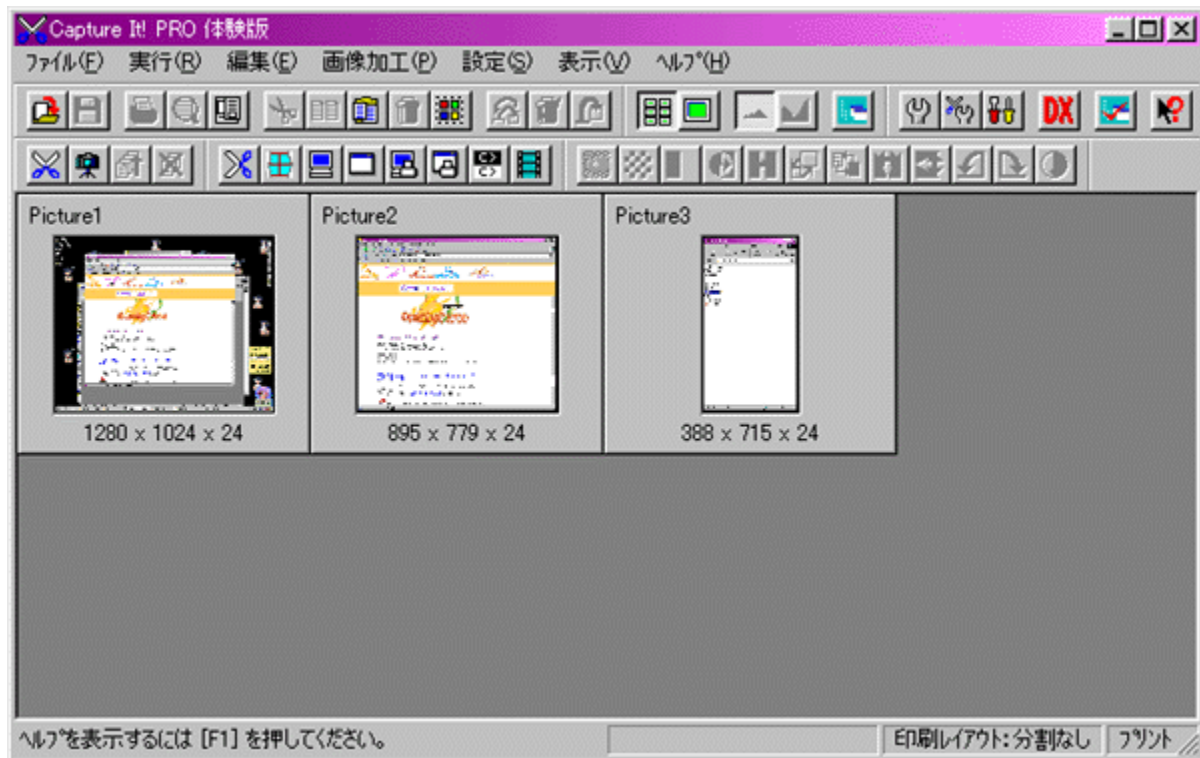 Capture It! PRO 体験版
ファイル(F) 実行(R) 編集(E) 画像加工(P) 設定(S) 表示(V) ﾍﾙﾌﾟ(H)
DX
Picture1 Picture2 Picture3
1280 x 1024 x 24 895 x 779 x 24 388 x 715 x 24
ﾍﾙﾌﾟを表示するには [F1] を押してください。 印刷レイアウト:分割なし プリント